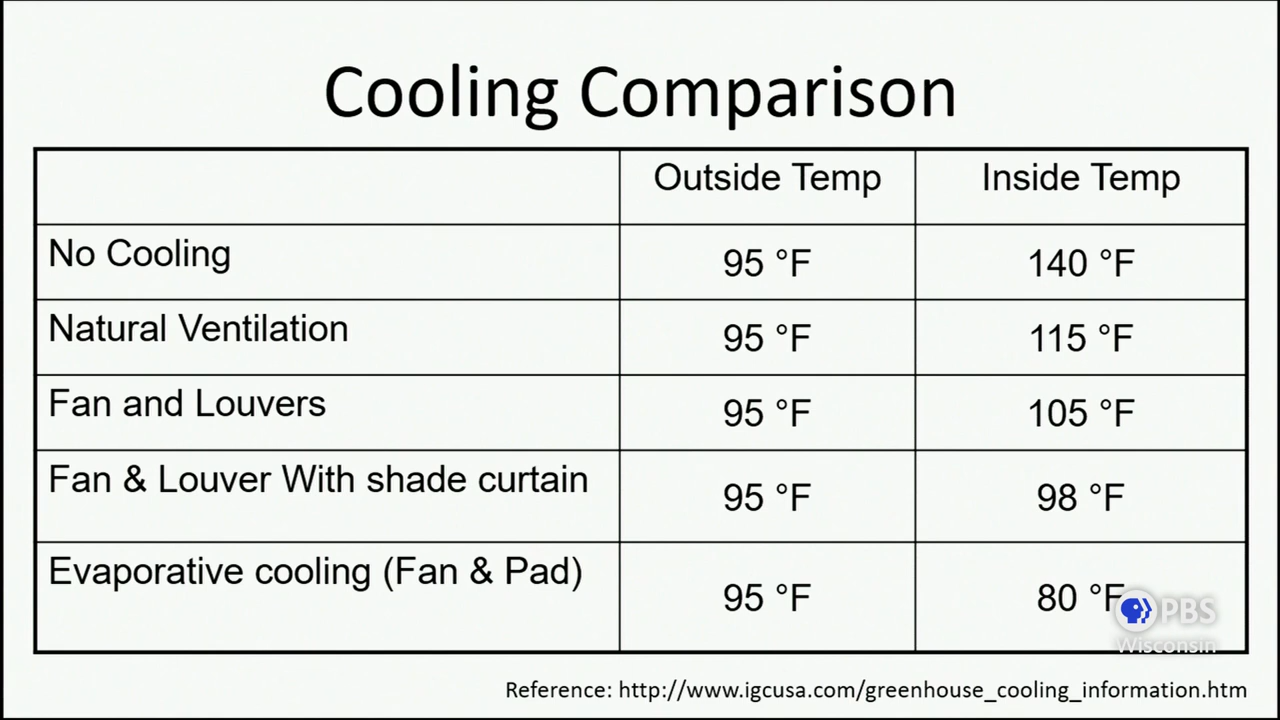 Cooling Comparison
Outside Temp Inside Temp
No Cooling 95 °F 140 °F
Natural Ventilation 95 °F 115 °F
Fan and Louvers 95 °F 105 °F
Fan & Louver With shade curtain 95 °F 98 °F
Evaporative cooling (Fan & Pad) 95 °F 80 °F
PBS
Wisconsin
Reference: http://www.igcusa.com/greenhouse_cooling_information.htm